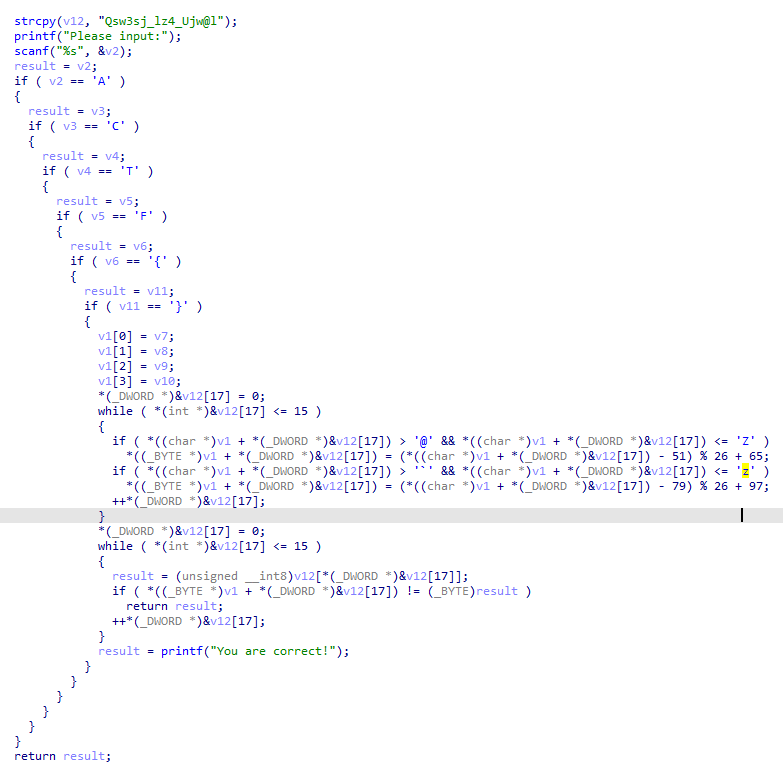 strcpy(v12, "Qsw3sj_lz4_Ujw@l");
printf("Please input:");
scanf("%s", &v2);
result = v2;
if ( v2 == 'A' )
{
result = v3;
if ( v3 == 'C' )
{
result = v4;
if ( v4 == 'T' )
{
result = v5;
if ( v5 == 'F' )
{
result = v6;
if ( v6 == '{' )
{
result = v11;
if ( v11 == '}' )
{
v1[0] = v7;
v1[1] = v8;
v1[2] = v9;
v1[3] = v10;
*(_DWORD *)&v12[17] = 0;
while ( *(int *)&v12[17] <= 15 )
{
if ( *((char *)v1 + *(_DWORD *)&v12[17]) > '@' && *((char *)v1 + *(_DWORD *)&v12[17]) <= 'Z' )
*((_BYTE *)v1 + *(_DWORD *)&v12[17]) = (*((char *)v1 + *(_DWORD *)&v12[17]) - 51) % 26 + 65;
if ( *((char *)v1 + *(_DWORD *)&v12[17]) > '`' && *((char *)v1 + *(_DWORD *)&v12[17]) <= 'z' )
*((_BYTE *)v1 + *(_DWORD *)&v12[17]) = (*((char *)v1 + *(_DWORD *)&v12[17]) - 79) % 26 + 97;
++*(_DWORD *)&v12[17];
}
*(_DWORD *)&v12[17] = 0;
while ( *(int *)&v12[17] <= 15 )
{
result = (unsigned __int8)v12[*(_DWORD *)&v12[17]];
if ( *((_BYTE *)v1 + *(_DWORD *)&v12[17]) != (_BYTE)result )
return result;
++*(_DWORD *)&v12[17];
}
result = printf("You are correct!");
}
}
}
}
}
}
return result;